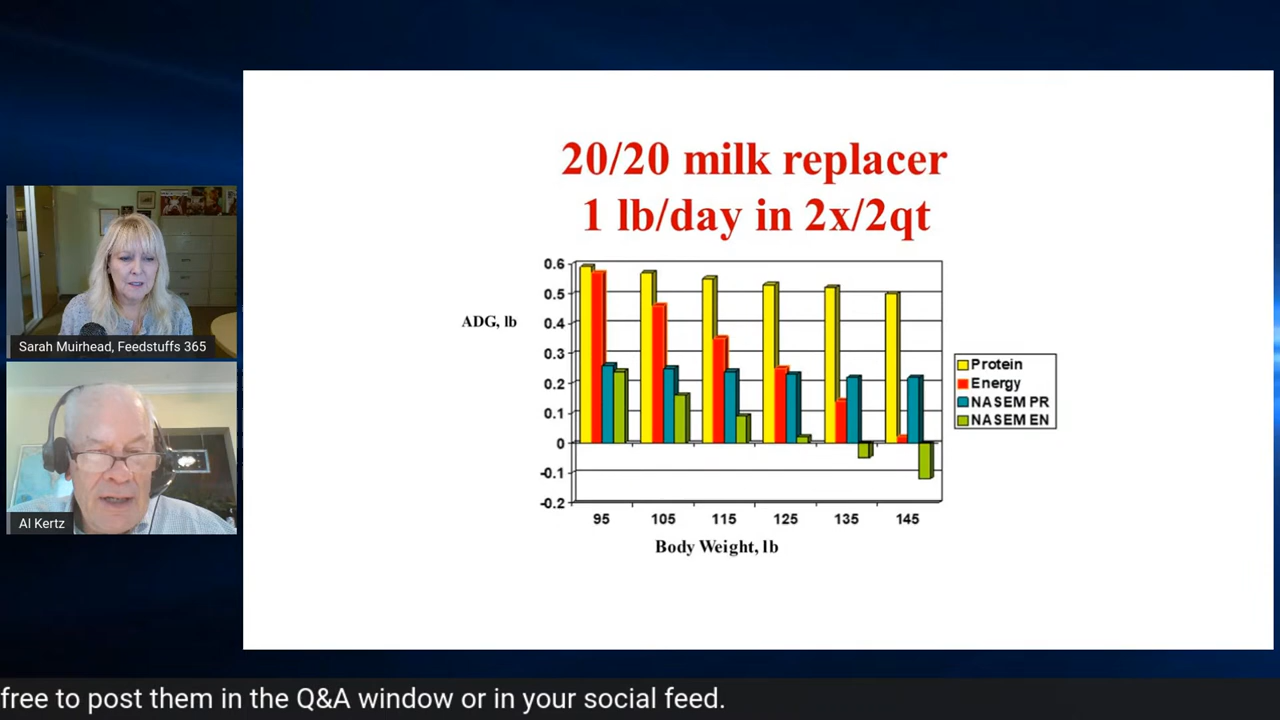 20/20 milk replacer
1 lb/day in 2x/2qt
0.6
0.5
0.4
0.3
0.2
0.1
0
-0.1
-0.2
ADG, lb
95 105 115 125 135 145
Body Weight, lb
Protein
Energy
NASEM PR
NASEM EN
Sarah Muirhead, Feedstuffs 365
Al Kertz
free to post them in the Q&A window or in your social feed.